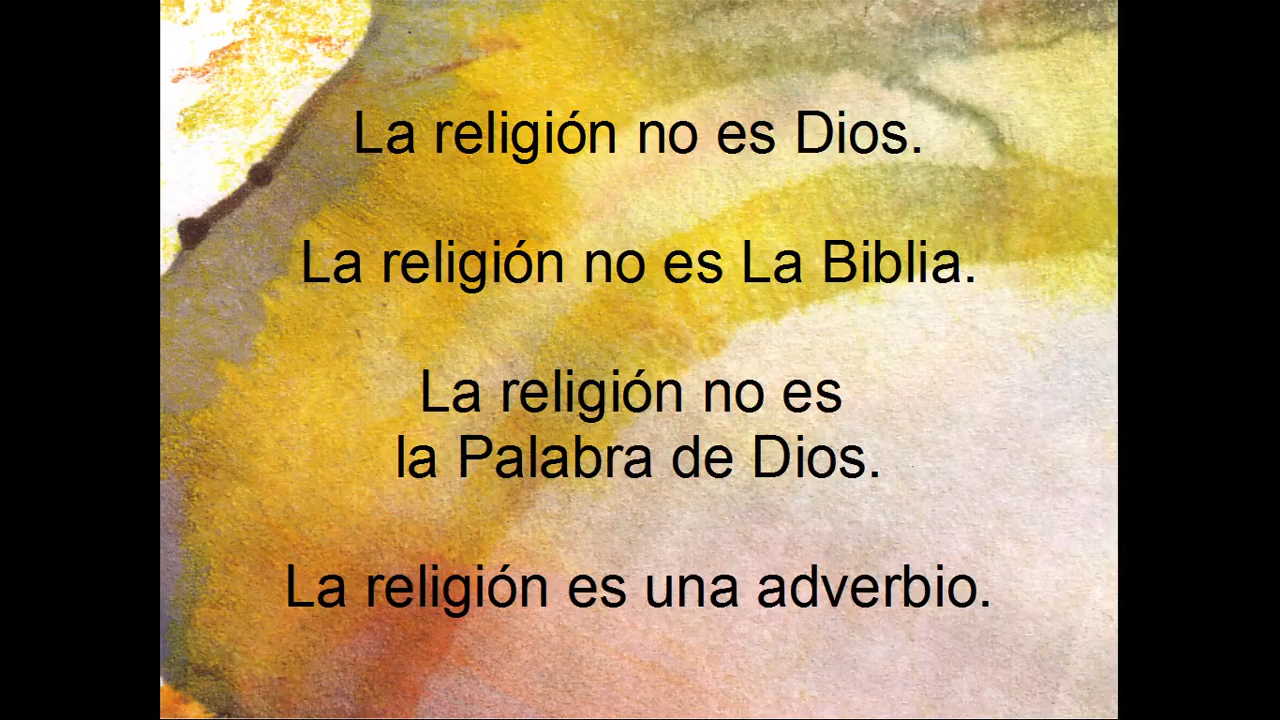 La religión no es Dios.
La religión no es La Biblia.
La religión no es
la Palabra de Dios.
La religión es una adverbio.